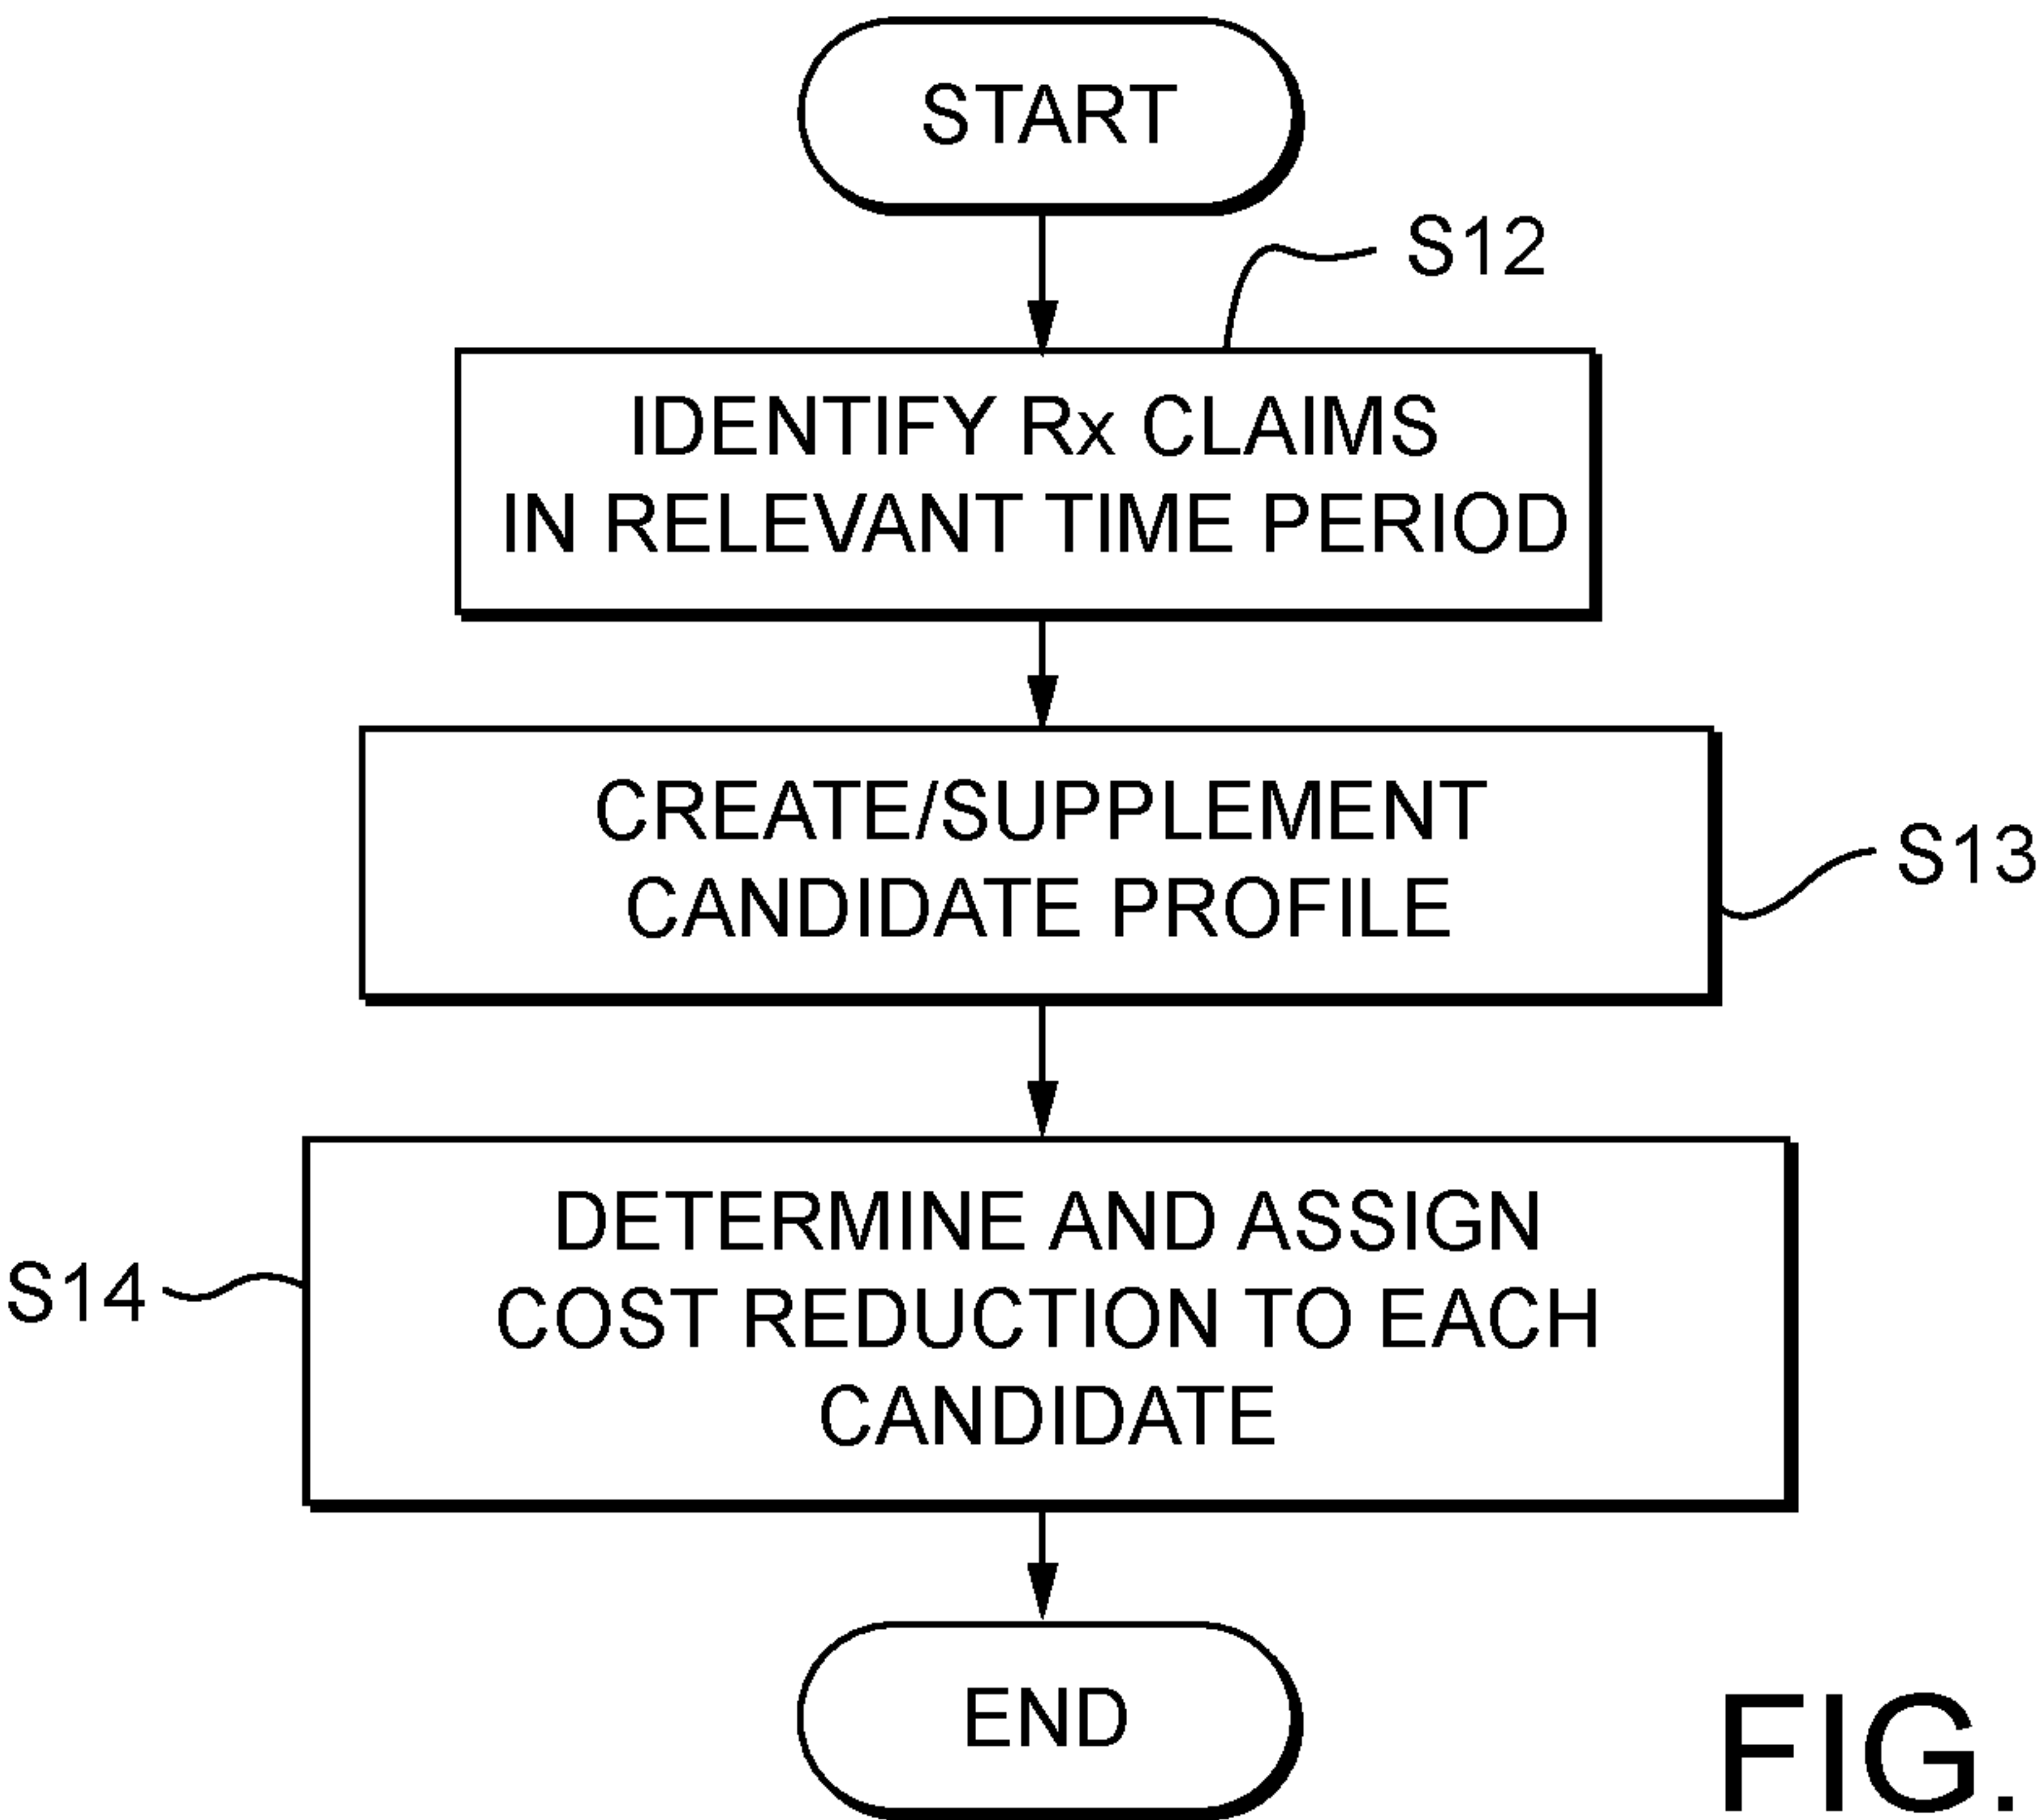 START
S12
IDENTIFY Rx CLAIMS
IN RELEVANT TIME PERIOD
CREATE/SUPPLEMENT
CANDIDATE PROFILE
S13
DETERMINE AND ASSIGN
COST REDUCTION TO EACH
CANDIDATE
S14
END
FIG.